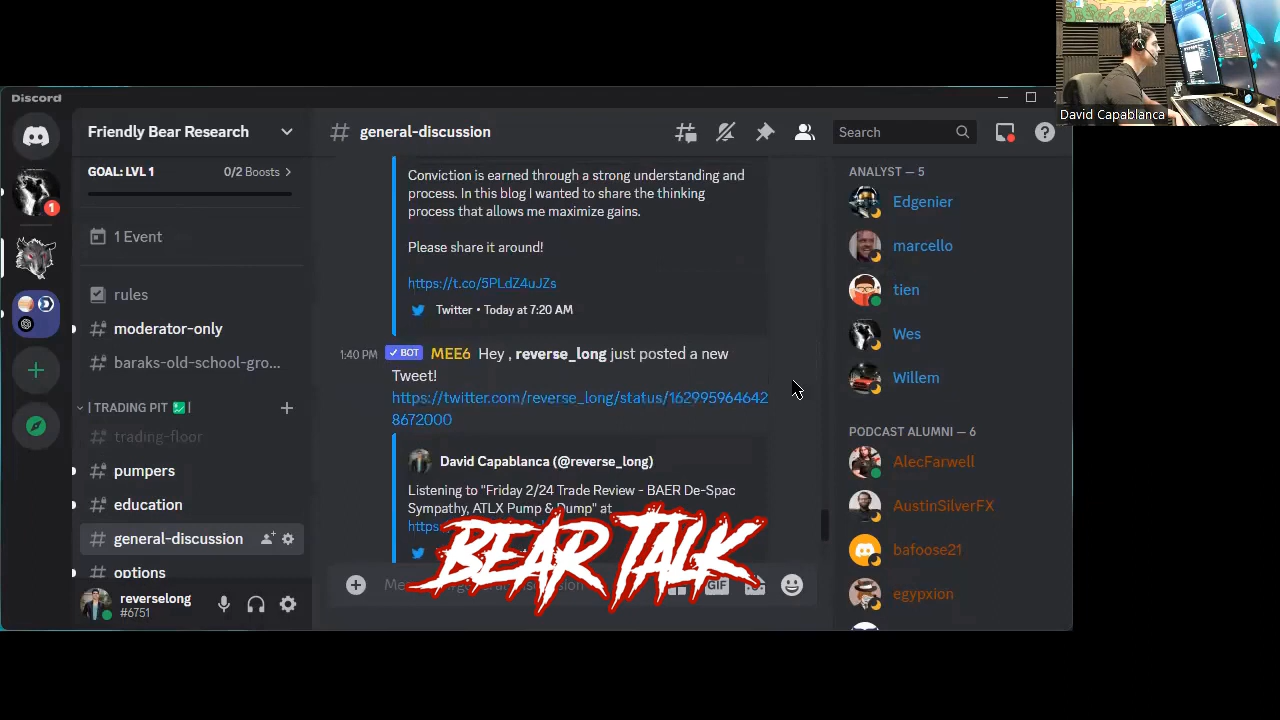 David Capablanca
Discord
Friendly Bear Research
GOAL: LVL 1
0/2 Boosts
1 Event
rules
moderator-only
baraks-old-school-gro...
| TRADING PIT |
trading-floor
pumpers
education
general-discussion
options
reverselong
#6751
1
general-discussion
Search
Conviction is earned through a strong understanding and
process. In this blog I wanted to share the thinking
process that allows me maximize gains.
Please share it around!
https://t.co/5PLdZ4uJZs
Twitter • Today at 7:20 AM
1:40 PM ✓ BOT MEE6 Hey , reverse_long just posted a new
Tweet!
https://twitter.com/reverse_long/status/162995964642
8672000
David Capablanca (@reverse_long)
Listening to "Friday 2/24 Trade Review - BAER De-Spac
Sympathy, ATLX Pump & Dump" at
BEAR TALK
GIF
ANALYST — 5
Edgenier
marcello
tien
Wes
Willem
PODCAST ALUMNI — 6
AlecFarwell
AustinSilverFX
bafoose21
egypxion